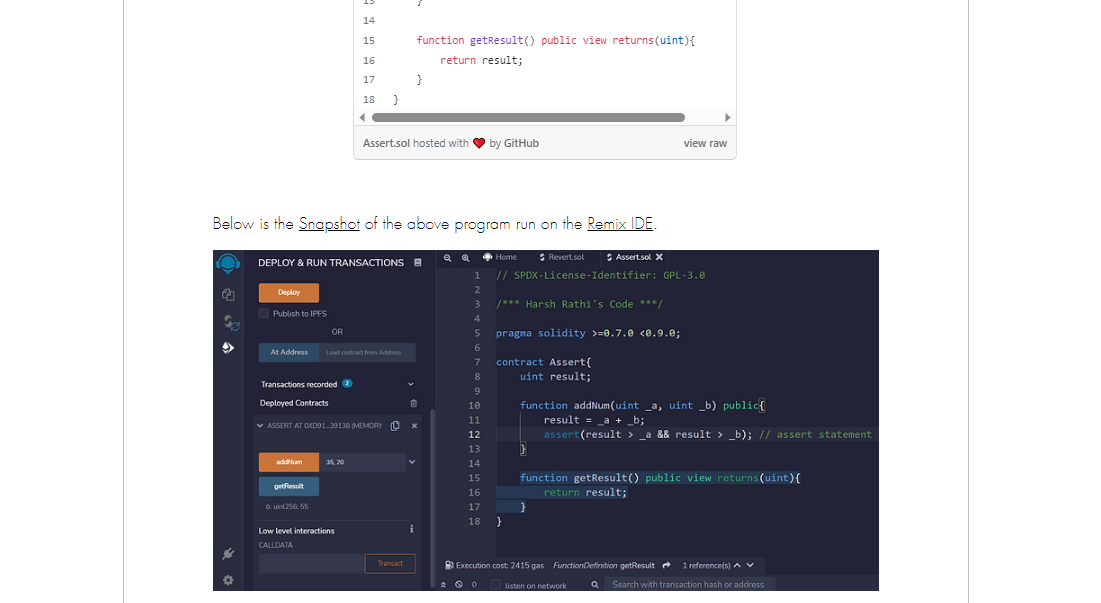 13 }
14
15 function getResult() public view returns(uint){
16 return result;
17 }
18 }
Assert.sol hosted with ❤ by GitHub view raw
Below is the Snapshot of the above program run on the Remix IDE.
DEPLOY & RUN TRANSACTIONS
Deploy
Publish to IPFS
OR
At Address Load contract from Address
Transactions recorded 2
Deployed Contracts
ASSERT AT 0XD91...39138 (MEMORY
addNum 35, 20
getResult
0: uint256: 55
Low level interactions i
CALLDATA
Transact
Home Revert.sol Assert.sol X
1 // SPDX-License-Identifier: GPL-3.0
2
3 /*** Harsh Rathi's Code ***/
4
5 pragma solidity >=0.7.0 <0.9.0;
6
7 contract Assert{
8 uint result;
9
10 function addNum(uint _a, uint _b) public{
11 result = _a + _b;
12 assert(result > _a && result > _b); // assert statement
13 }
14
15 function getResult() public view returns(uint){
16 return result;
17 }
18 }
Execution cost: 2415 gas FunctionDefinition getResult 1 reference(s)
0 listen on network Search with transaction hash or address